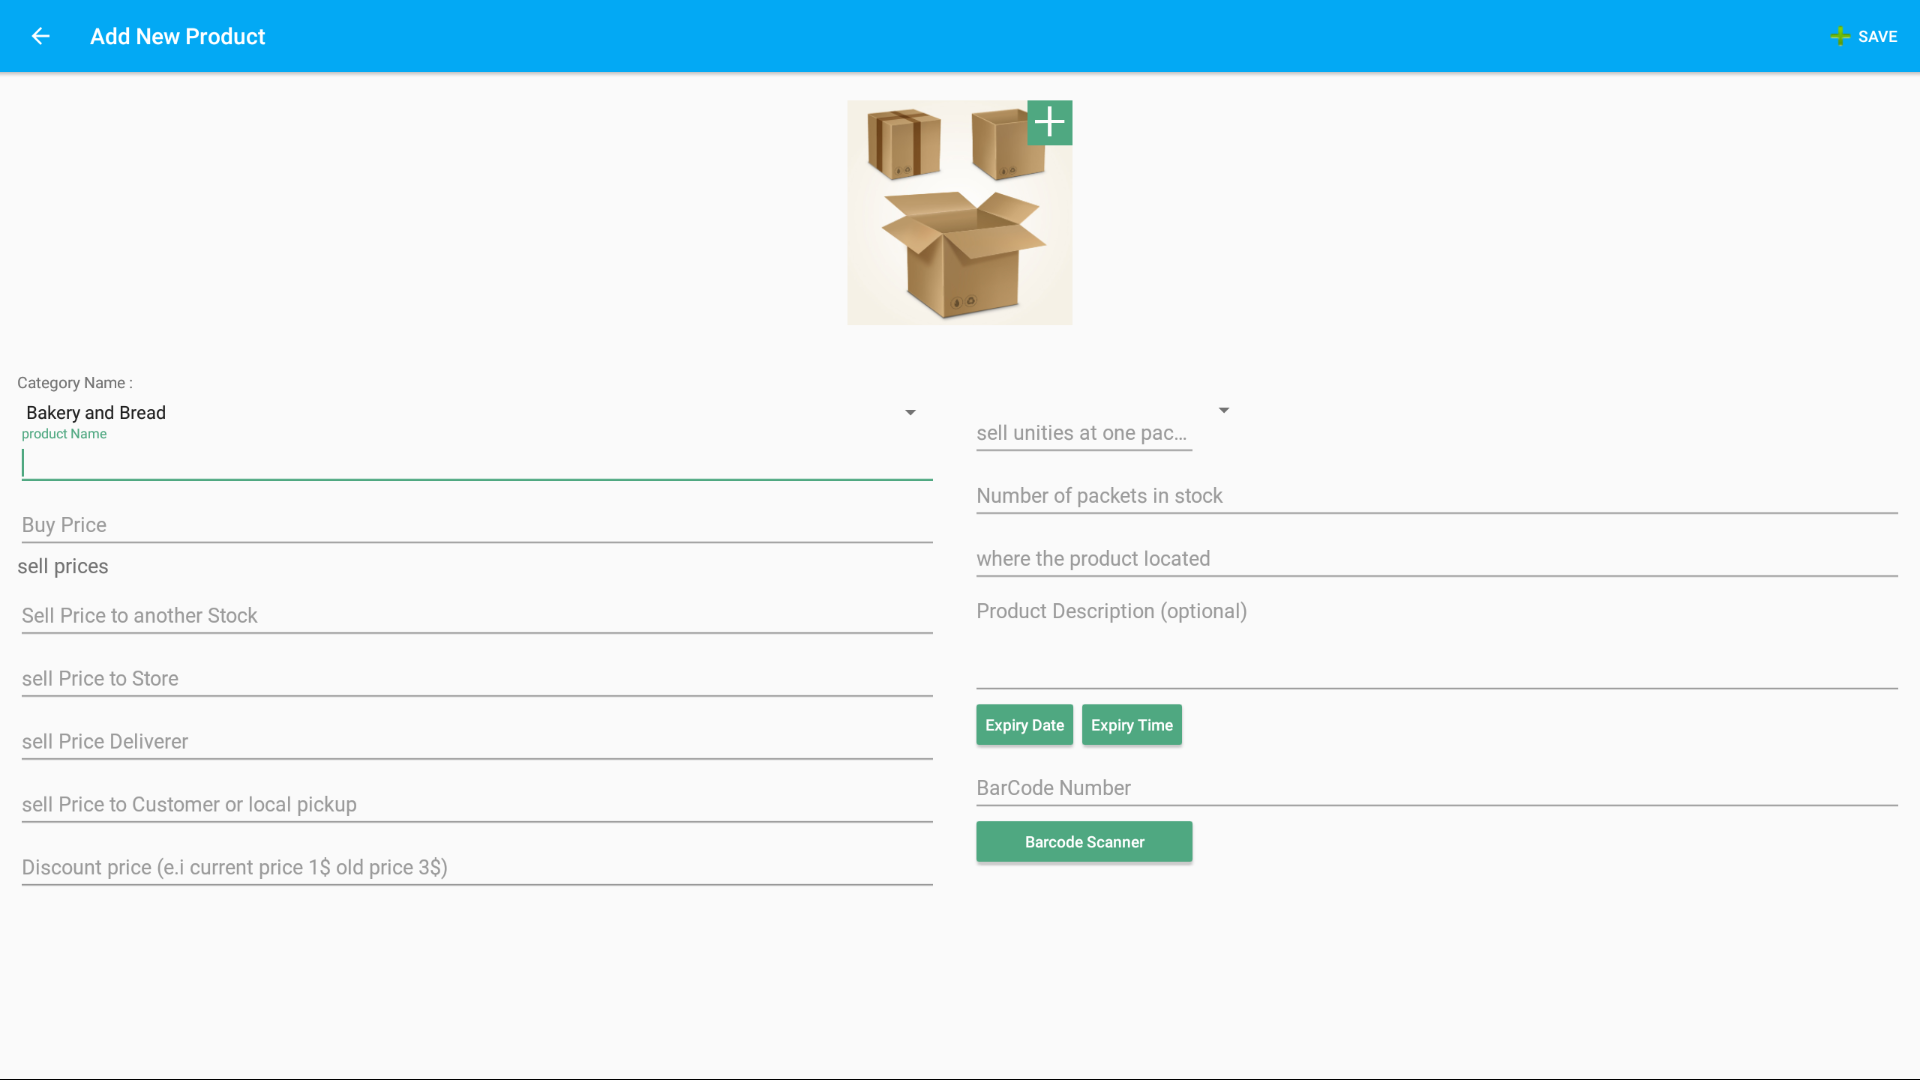 Add New Product
SAVE
Category Name :
Bakery and Bread
product Name
Buy Price
sell prices
Sell Price to another Stock
sell Price to Store
sell Price Deliverer
sell Price to Customer or local pickup
Discount price (e.i current price 1$ old price 3$)
sell unities at one pac...
Number of packets in stock
where the product located
Product Description (optional)
Expiry Date
Expiry Time
BarCode Number
Barcode Scanner